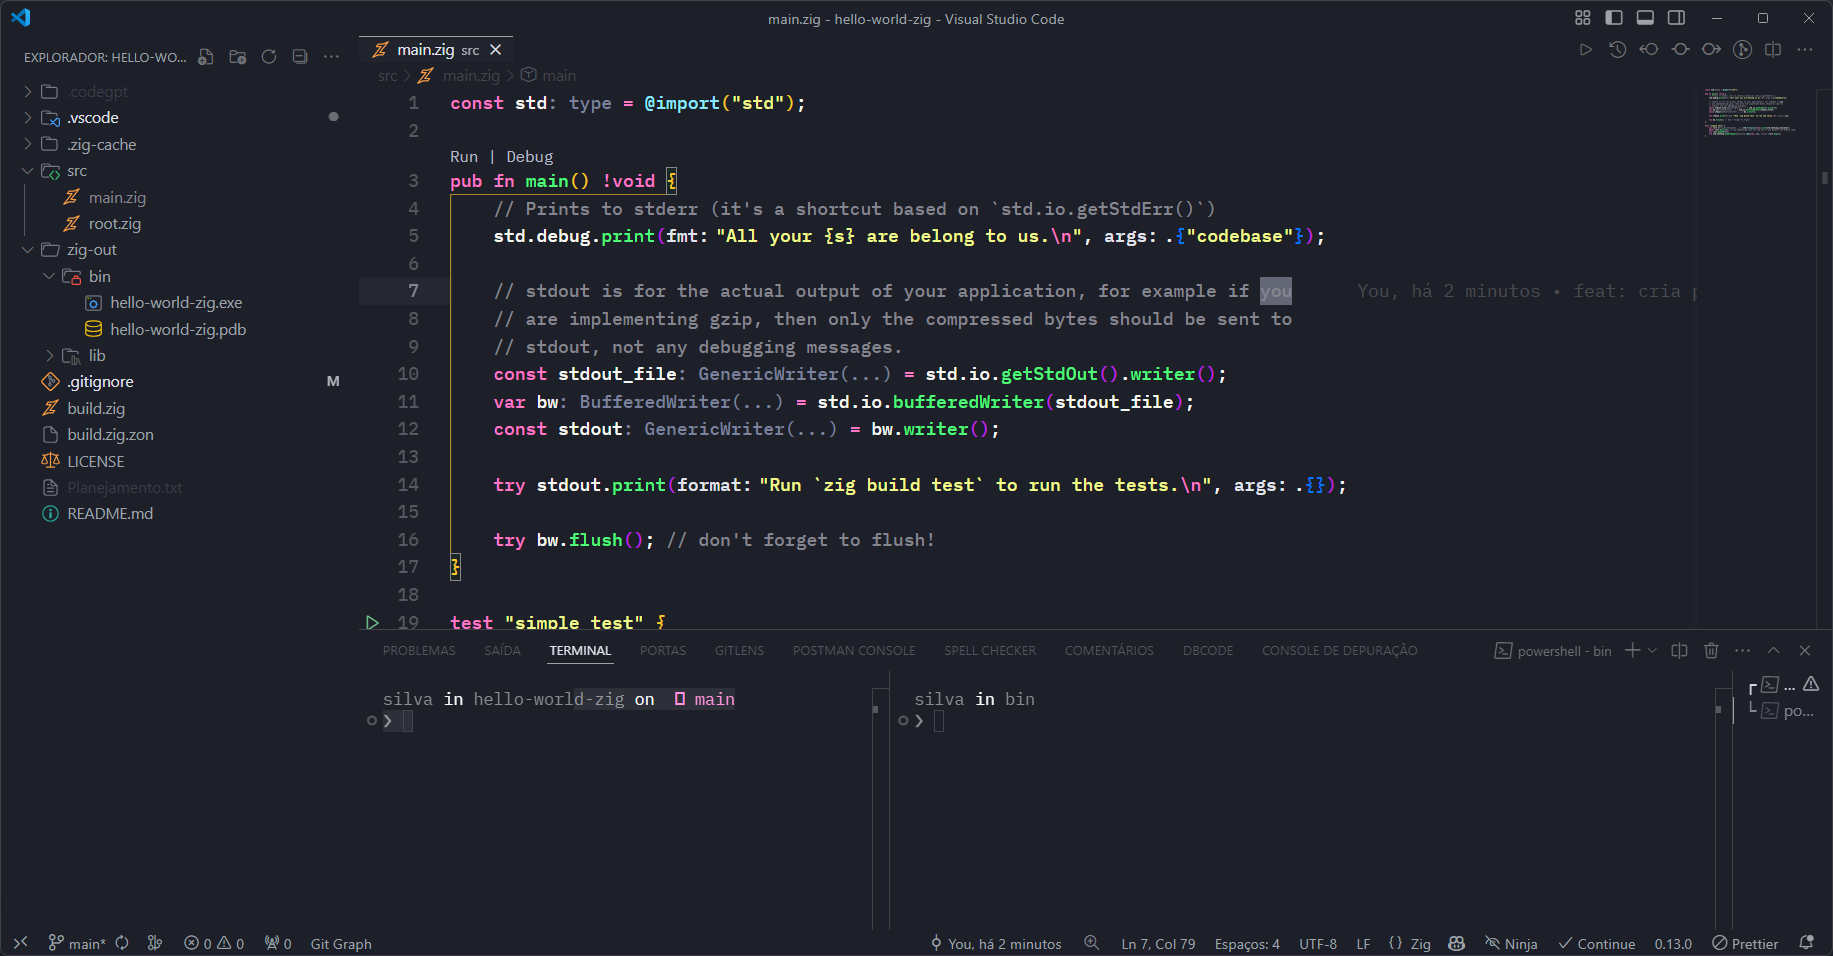 main.zig - hello-world-zig - Visual Studio Code
EXPLORADOR: HELLO-WO...
.codegpt
.vscode
.zig-cache
src
main.zig
root.zig
zig-out
bin
hello-world-zig.exe
hello-world-zig.pdb
lib
.gitignore M
build.zig
build.zig.zon
LICENSE
Planejamento.txt
README.md
main.zig src
src > main.zig > main
1 const std: type = @import("std");
2
Run | Debug
3 pub fn main() !void {
4 // Prints to stderr (it's a shortcut based on `std.io.getStdErr()`)
5 std.debug.print(fmt: "All your {s} are belong to us.\n", args: .{"codebase"});
6
7 // stdout is for the actual output of your application, for example if you You, há 2 minutos • feat: cria p
8 // are implementing gzip, then only the compressed bytes should be sent to
9 // stdout, not any debugging messages.
10 const stdout_file: GenericWriter(...) = std.io.getStdOut().writer();
11 var bw: BufferedWriter(...) = std.io.bufferedWriter(stdout_file);
12 const stdout: GenericWriter(...) = bw.writer();
13
14 try stdout.print(format: "Run `zig build test` to run the tests.\n", args: .{});
15
16 try bw.flush(); // don't forget to flush!
17 }
18
19 test "simple test" {
PROBLEMAS SAÍDA TERMINAL PORTAS GITLENS POSTMAN CONSOLE SPELL CHECKER COMENTÁRIOS DBCODE CONSOLE DE DEPURAÇÃO powershell - bin
silva in hello-world-zig on main
❯
silva in bin
❯
...
po...
main* 0 0 0 Git Graph You, há 2 minutos Ln 7, Col 79 Espaços: 4 UTF-8 LF {} Zig Ninja Continue 0.13.0 Prettier